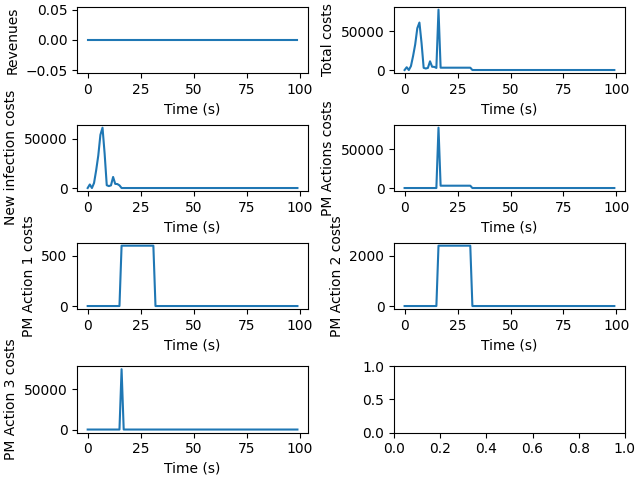 Revenues
0.05
0.00
−0.05
0 25 50 75 100
Time (s)
Total costs
50000
0
0 25 50 75 100
Time (s)
New infection costs
50000
0
0 25 50 75 100
Time (s)
PM Actions costs
50000
0
0 25 50 75 100
Time (s)
PM Action 1 costs
500
0
0 25 50 75 100
Time (s)
PM Action 2 costs
2000
0
0 25 50 75 100
Time (s)
PM Action 3 costs
50000
0
0 25 50 75 100
Time (s)
1.0
0.5
0.0
0.0 0.2 0.4 0.6 0.8 1.0